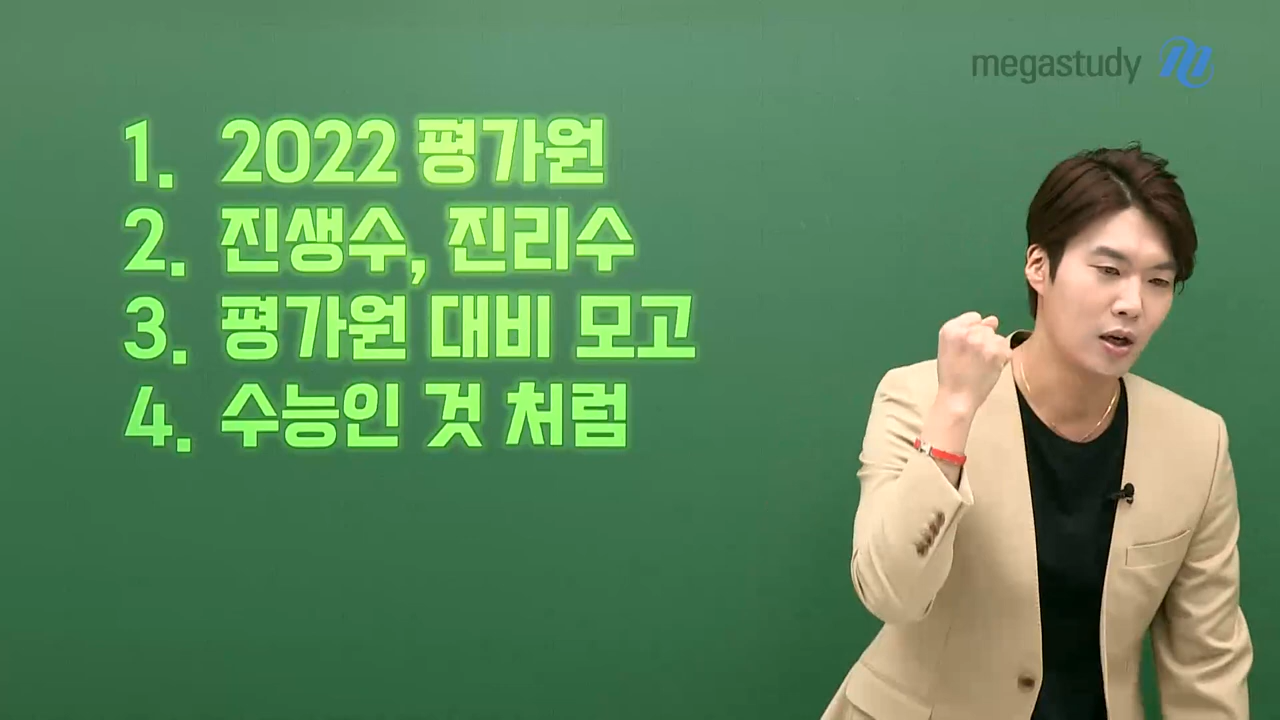 megastudy
1. 2022 평가원
2. 진생수, 진리수
3. 평가원 대비 모고
4. 수능인 것 처럼